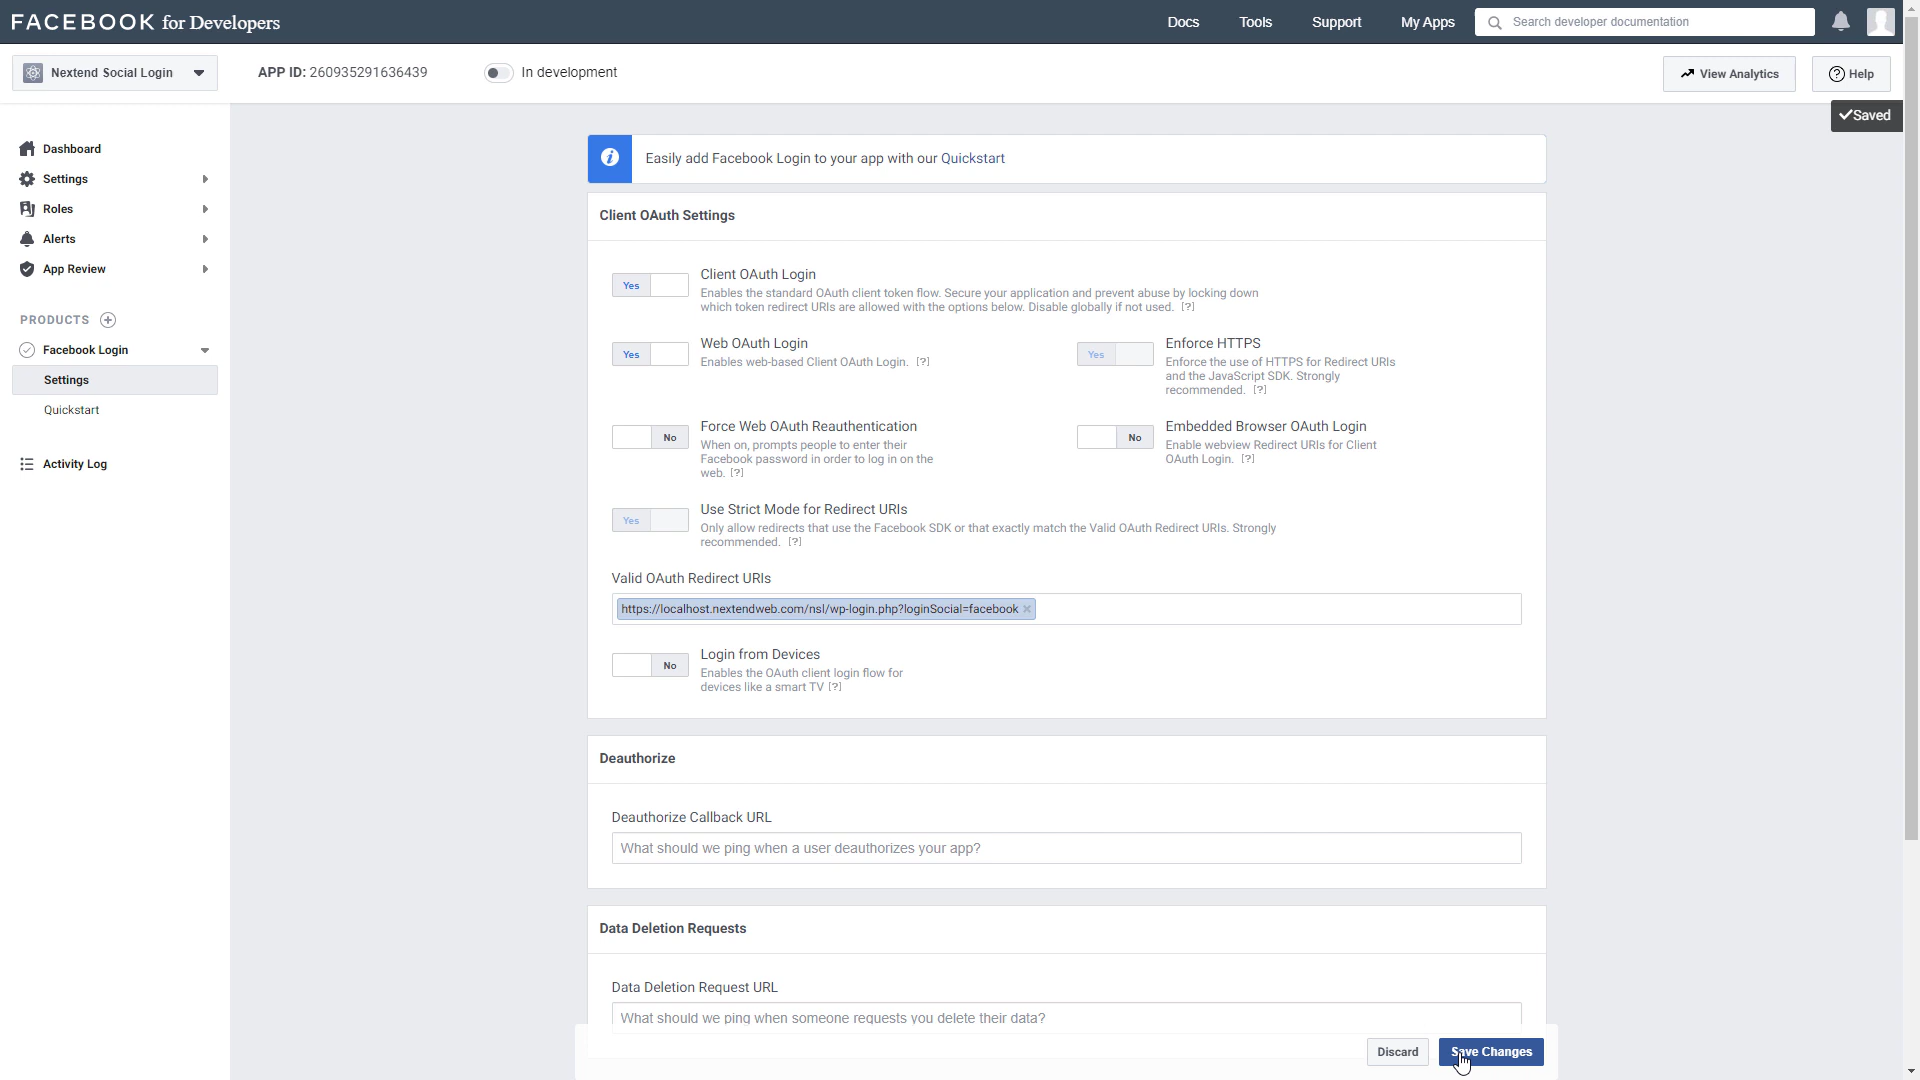 FACEBOOK for Developers
Docs
Tools
Support
My Apps
Search developer documentation
Nextend Social Login
APP ID: 260935291636439
In development
View Analytics
Help
Saved
Dashboard
Settings
Roles
Alerts
App Review
PRODUCTS
Facebook Login
Settings
Quickstart
Activity Log
Easily add Facebook Login to your app with our Quickstart
Client OAuth Settings
Yes
Client OAuth Login
Enables the standard OAuth client token flow. Secure your application and prevent abuse by locking down
which token redirect URIs are allowed with the options below. Disable globally if not used. [?]
Yes
Web OAuth Login
Enables web-based Client OAuth Login. [?]
Yes
Enforce HTTPS
Enforce the use of HTTPS for Redirect URIs
and the JavaScript SDK. Strongly
recommended. [?]
No
Force Web OAuth Reauthentication
When on, prompts people to enter their
Facebook password in order to log in on the
web. [?]
No
Embedded Browser OAuth Login
Enable webview Redirect URIs for Client
OAuth Login. [?]
Yes
Use Strict Mode for Redirect URIs
Only allow redirects that use the Facebook SDK or that exactly match the Valid OAuth Redirect URIs. Strongly
recommended. [?]
Valid OAuth Redirect URIs
https://localhost.nextendweb.com/nsl/wp-login.php?loginSocial=facebook
No
Login from Devices
Enables the OAuth client login flow for
devices like a smart TV [?]
Deauthorize
Deauthorize Callback URL
What should we ping when a user deauthorizes your app?
Data Deletion Requests
Data Deletion Request URL
What should we ping when someone requests you delete their data?
Discard
Save Changes